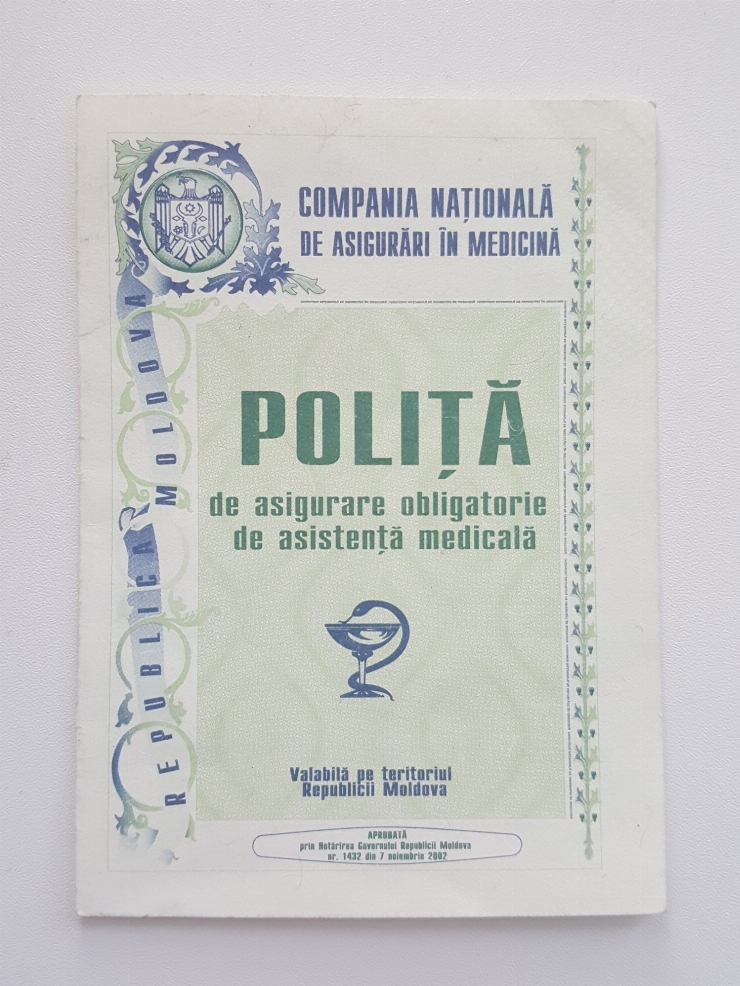 COMPANIA NAȚIONALĂ
DE ASIGURĂRI ÎN MEDICINĂ
REPUBLICA MOLDOVA
POLIȚĂ
de asigurare obligatorie
de asistență medicală
Valabilă pe teritoriul
Republicii Moldova
APROBATĂ
prin Hotărîrea Guvernului Republicii Moldova
nr. 1432 din 7 noiembrie 2002